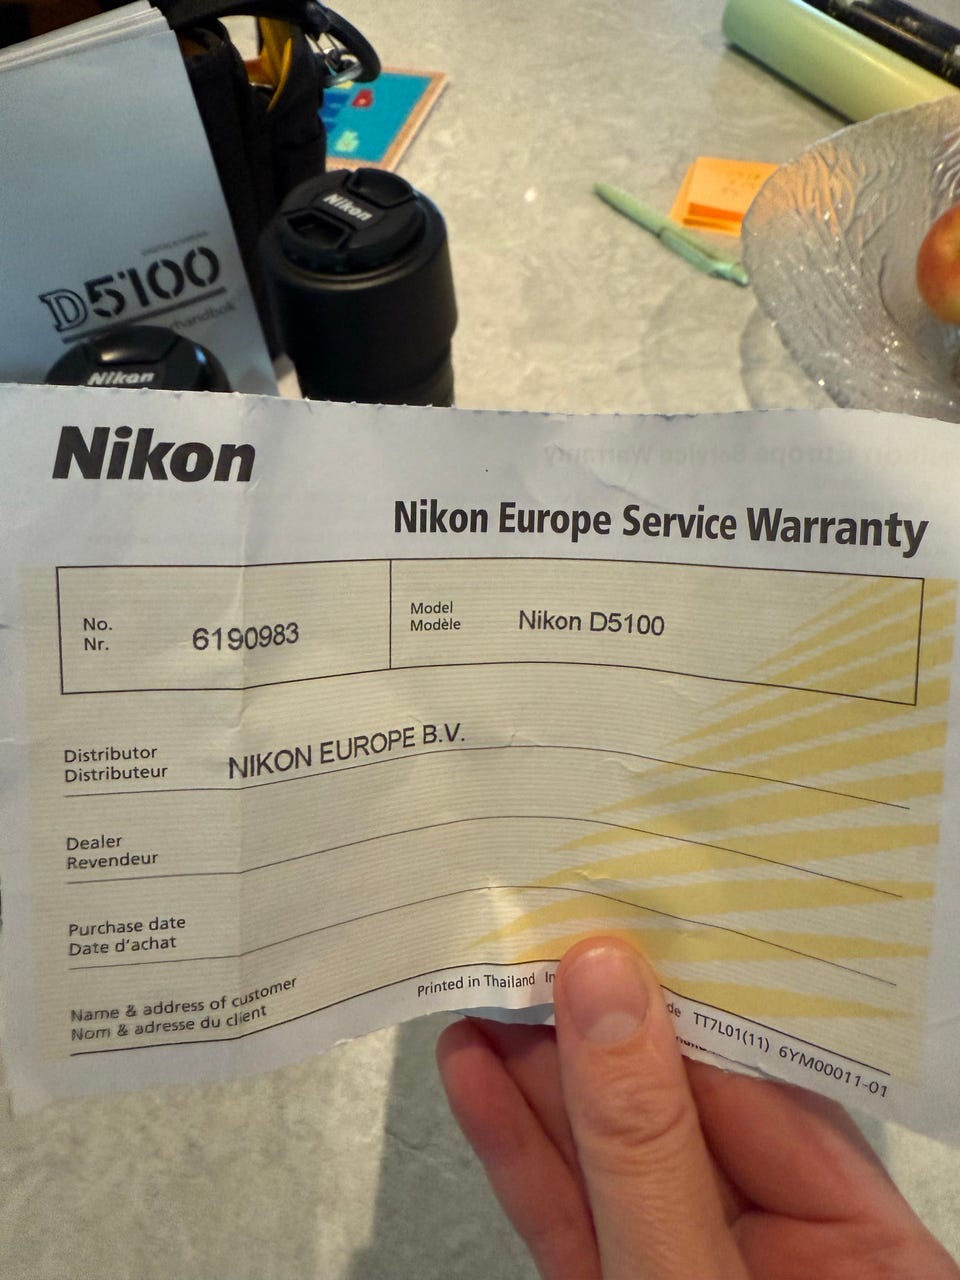 D5100
handbok
Nikon
Nikon
Nikon
Nikon Europe Service Warranty
No.
Nr.
6190983
Model
Modèle
Nikon D5100
Distributor
Distributeur
NIKON EUROPE B.V.
Dealer
Revendeur
Purchase date
Date d'achat
Name & address of customer
Nom & adresse du client
Printed in Thailand
de TT7L01(11) 6YM00011-01